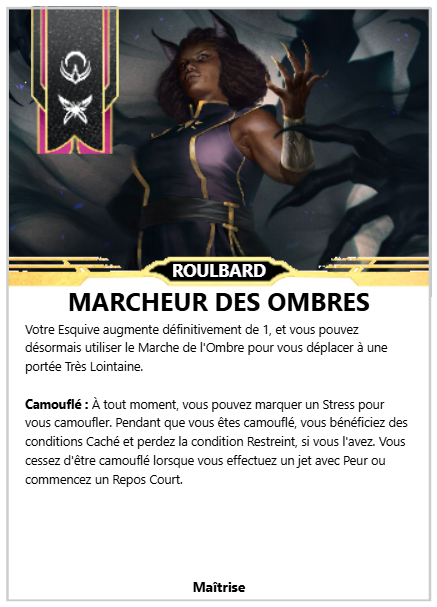 ROULBARD
MARCHEUR DES OMBRES
Votre Esquive augmente définitivement de 1, et vous pouvez
désormais utiliser le Marche de l'Ombre pour vous déplacer à une
portée Très Lointaine.
Camouflé : À tout moment, vous pouvez marquer un Stress pour
vous camoufler. Pendant que vous êtes camouflé, vous bénéficiez des
conditions Caché et perdez la condition Restreint, si vous l'avez. Vous
cessez d'être camouflé lorsque vous effectuez un jet avec Peur ou
commencez un Repos Court.
Maîtrise